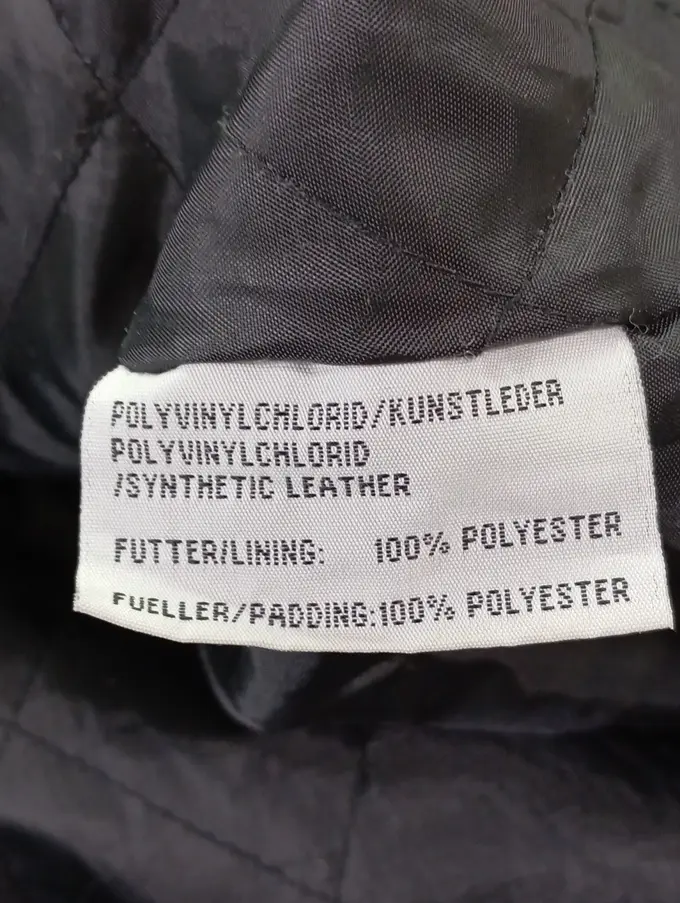 POLYVINYLCHLORID/KUNSTLEDER
POLYVINYLCHLORID
/SYNTHETIC LEATHER
FUTTER/LINING: 100% POLYESTER
FUELLER/PADDING:100% POLYESTER